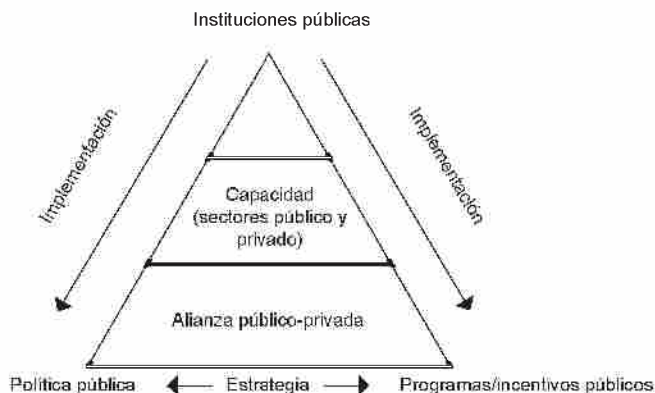 Instituciones públicas
Implementación
Implementación
Capacidad
(sectores público y
privado)
Alianza público-privada
Política pública
Estrategia
Programas/incentivos públicos